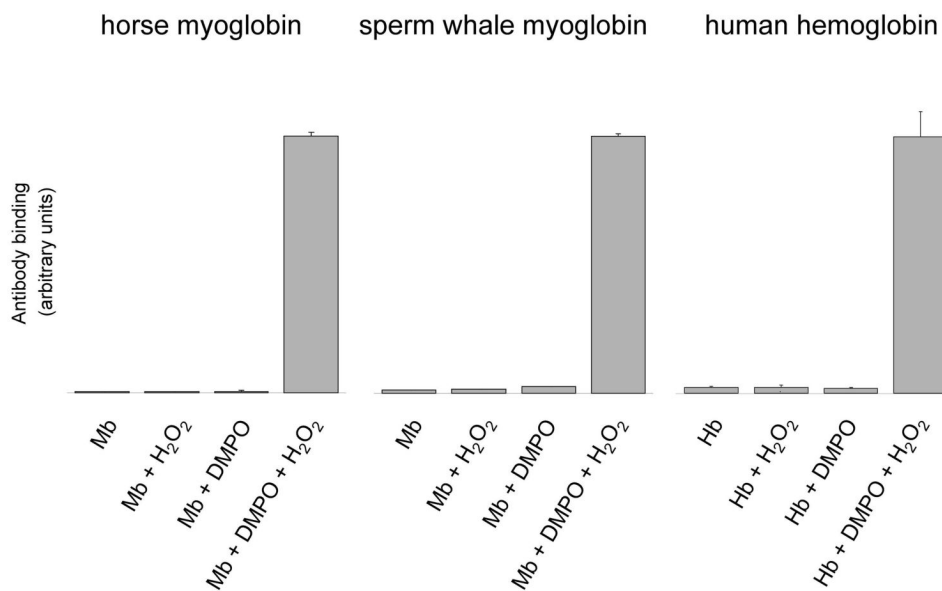 horse myoglobin
sperm whale myoglobin
human hemoglobin
Antibody binding
(arbitrary units)
Mb
Mb + H₂O₂
Mb + DMPO
Mb + DMPO + H₂O₂
Mb
Mb + H₂O₂
Mb + DMPO
Mb + DMPO + H₂O₂
Hb
Hb + H₂O₂
Hb + DMPO
Hb + DMPO + H₂O₂